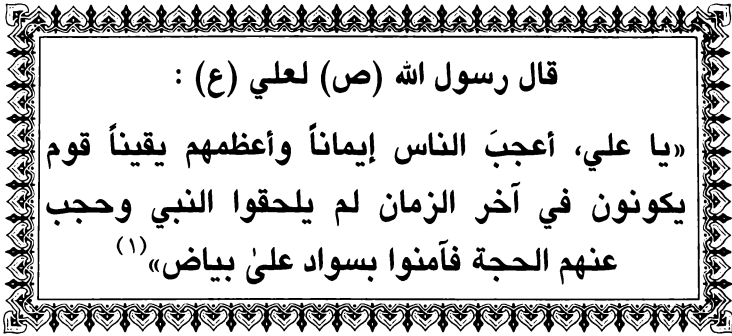 قال رسول الله (ص) لعلي (ع) :
«يا علي، أعجبَ الناس إيماناً وأعظمهم يقيناً قوم
يكونون في آخر الزمان لم يلحقوا النبي وحجب
عنهم الحجة فآمنوا بسواد علىٰ بياض»(١)